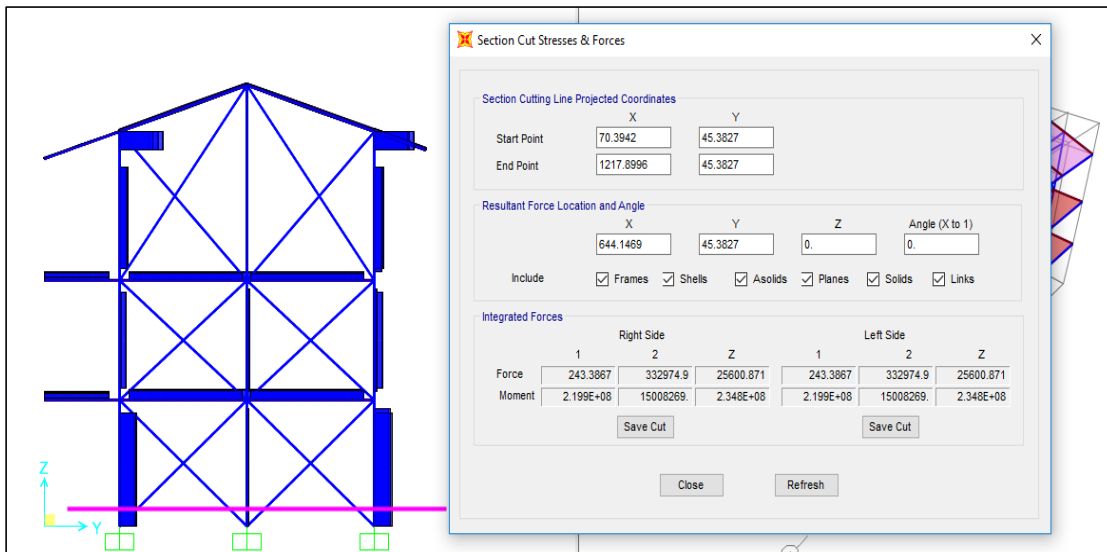 Section Cut Stresses & Forces
Section Cutting Line Projected Coordinates
X Y
Start Point 70.3942 45.3827
End Point 1217.8996 45.3827
Resultant Force Location and Angle
X Y Z Angle (X to 1)
644.1469 45.3827 0. 0.
Include Frames Shells Asolids Planes Solids Links
Integrated Forces
Right Side Left Side
1 2 Z 1 2 Z
Force 243.3867 332974.9 25600.871 243.3867 332974.9 25600.871
Moment 2.199E+08 15008269. 2.348E+08 2.199E+08 15008269. 2.348E+08
Save Cut Save Cut
Close Refresh
Z
Y